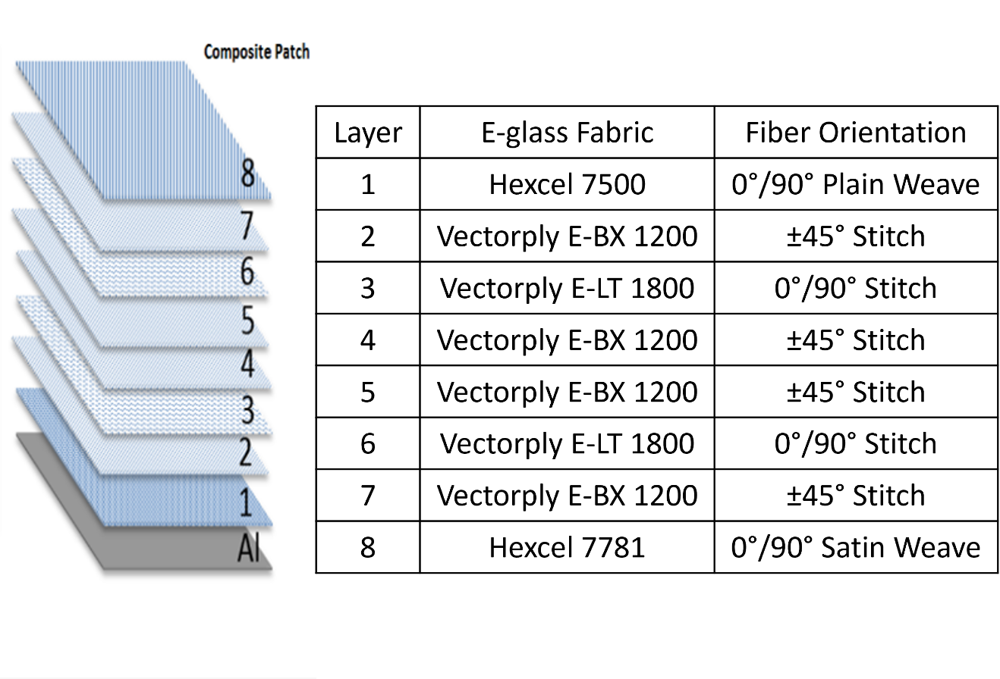 Composite Patch
8
7
6
5
4
3
2
1
Al
Layer E-glass Fabric Fiber Orientation
1 Hexcel 7500 0°/90° Plain Weave
2 Vectorply E-BX 1200 ±45° Stitch
3 Vectorply E-LT 1800 0°/90° Stitch
4 Vectorply E-BX 1200 ±45° Stitch
5 Vectorply E-BX 1200 ±45° Stitch
6 Vectorply E-LT 1800 0°/90° Stitch
7 Vectorply E-BX 1200 ±45° Stitch
8 Hexcel 7781 0°/90° Satin Weave